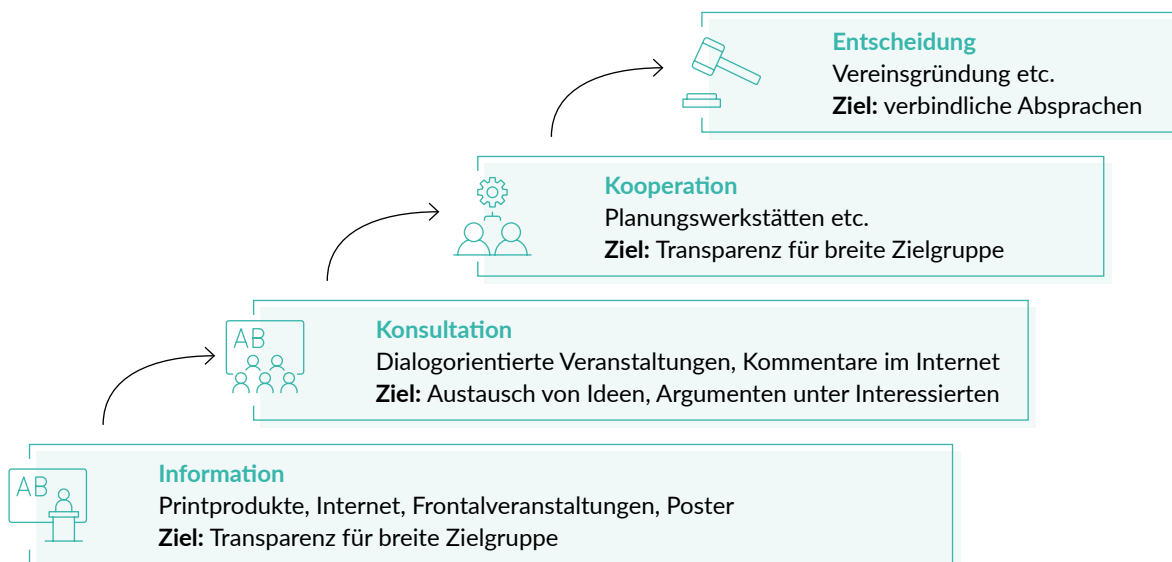 Entscheidung
Vereinsgründung etc.
Ziel: verbindliche Absprachen
Kooperation
Planungswerkstätten etc.
Ziel: Transparenz für breite Zielgruppe
AB
Konsultation
Dialogorientierte Veranstaltungen, Kommentare im Internet
Ziel: Austausch von Ideen, Argumenten unter Interessierten
AB
Information
Printprodukte, Internet, Frontalveranstaltungen, Poster
Ziel: Transparenz für breite Zielgruppe